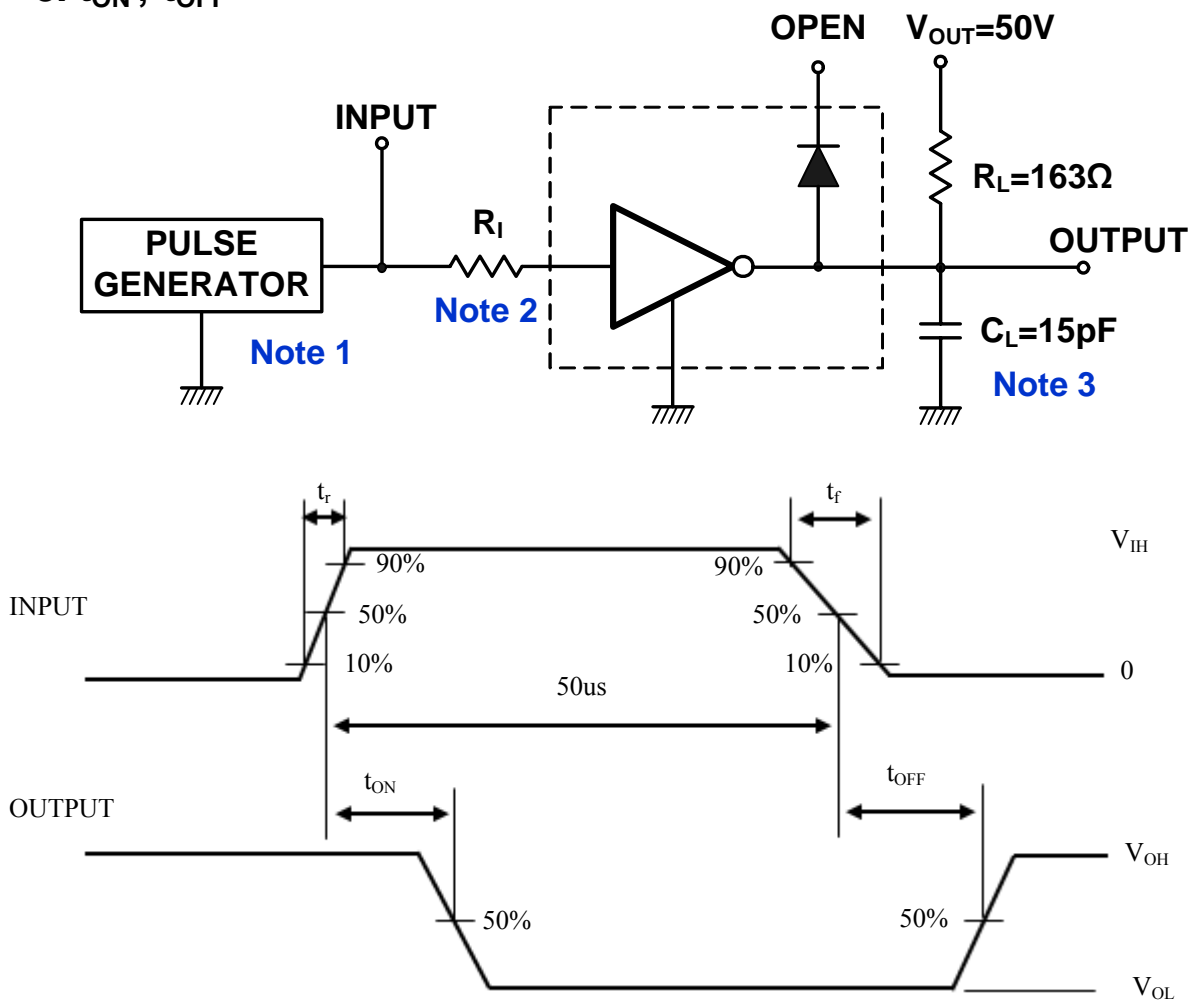 OPEN
V_OUT=50V
INPUT
R_L=163Ω
R_I
OUTPUT
PULSE
GENERATOR
Note 2
C_L=15pF
Note 1
Note 3
t_r
t_f
V_IH
90%
90%
INPUT
50%
50%
10%
10%
0
50us
t_ON
t_OFF
OUTPUT
V_OH
50%
50%
V_OL